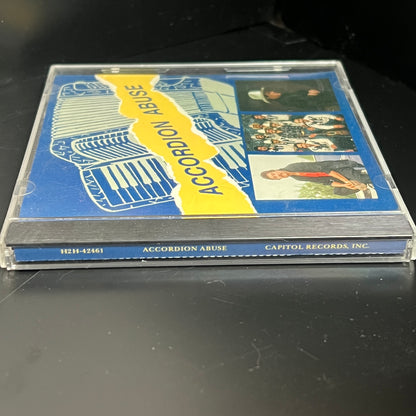 ACCORDION ABUSE
H2H-42461 ACCORDION ABUSE CAPITOL RECORDS, INC.